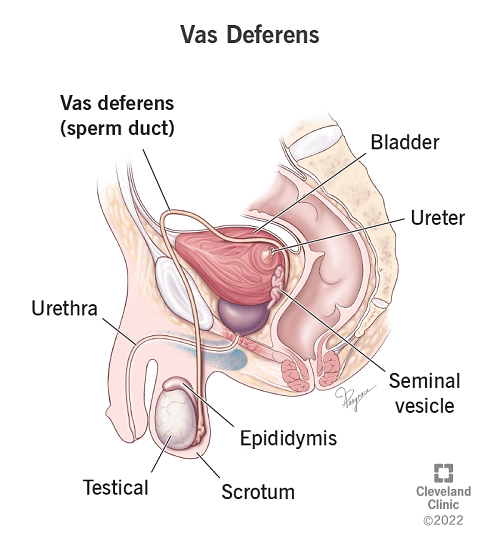 Vas Deferens
Vas deferens
(sperm duct)
Bladder
Ureter
Urethra
Seminal
vesicle
Epididymis
Testical
Scrotum
Cleveland
Clinic
©2022